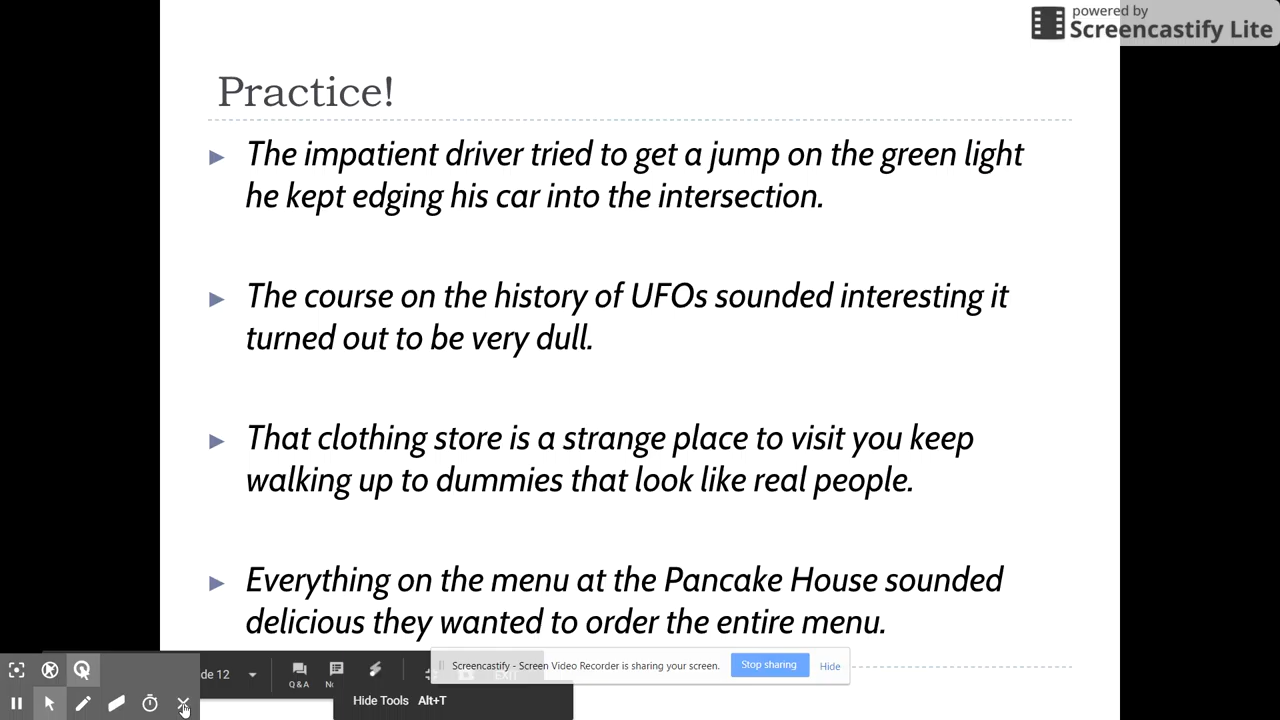 powered by
Screencastify Lite
Practice!
The impatient driver tried to get a jump on the green light
he kept edging his car into the intersection.
The course on the history of UFOs sounded interesting it
turned out to be very dull.
That clothing store is a strange place to visit you keep
walking up to dummies that look like real people.
Everything on the menu at the Pancake House sounded
delicious they wanted to order the entire menu.
Screencastify - Screen Video Recorder is sharing your screen.
Stop sharing
Hide
de 12
Q&A
EXIT
Hide Tools Alt+T